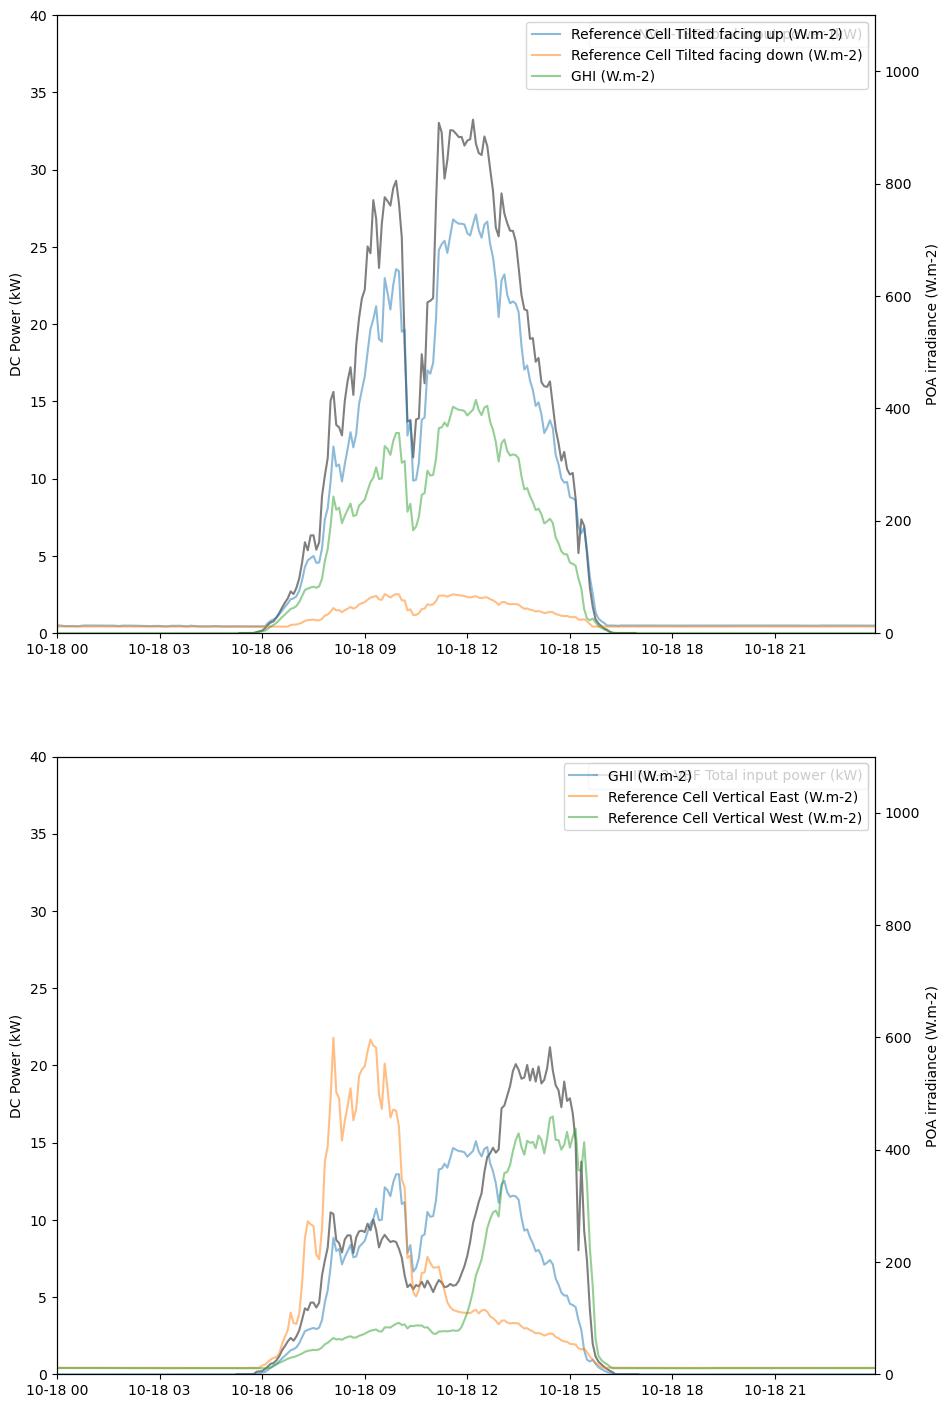 40
35
30
25
20
15
10
5
0
DC Power (kW)
Reference Cell Tilted facing up (W.m-2)
Reference Cell Tilted facing down (W.m-2)
GHI (W.m-2)
1000
800
600
400
200
0
POA irradiance (W.m-2)
10-18 00 10-18 03 10-18 06 10-18 09 10-18 12 10-18 15 10-18 18 10-18 21
40
35
30
25
20
15
10
5
0
DC Power (kW)
GHI (W.m-2) Total input power (kW)
Reference Cell Vertical East (W.m-2)
Reference Cell Vertical West (W.m-2)
1000
800
600
400
200
0
POA irradiance (W.m-2)
10-18 00 10-18 03 10-18 06 10-18 09 10-18 12 10-18 15 10-18 18 10-18 21